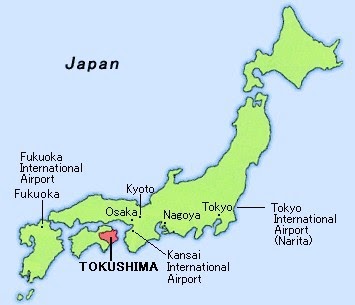 Japan
Fukuoka
International
Airport
Fukuoka
Kyoto
Osaka
Nagoya
Tokyo
Tokyo
International
Airport
(Narita)
Kansai
International
Airport
TOKUSHIMA